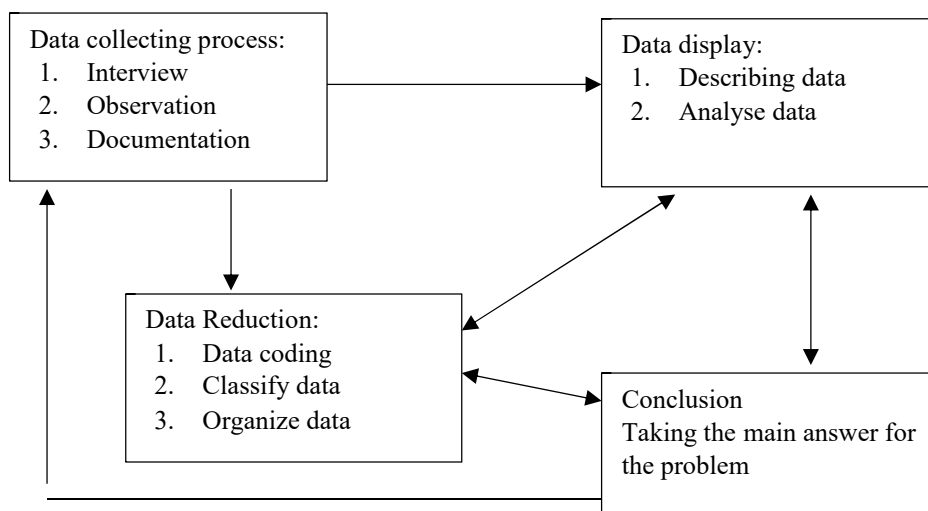 Data collecting process:
1. Interview
2. Observation
3. Documentation
Data display:
1. Describing data
2. Analyse data
Data Reduction:
1. Data coding
2. Classify data
3. Organize data
Conclusion
Taking the main answer for
the problem